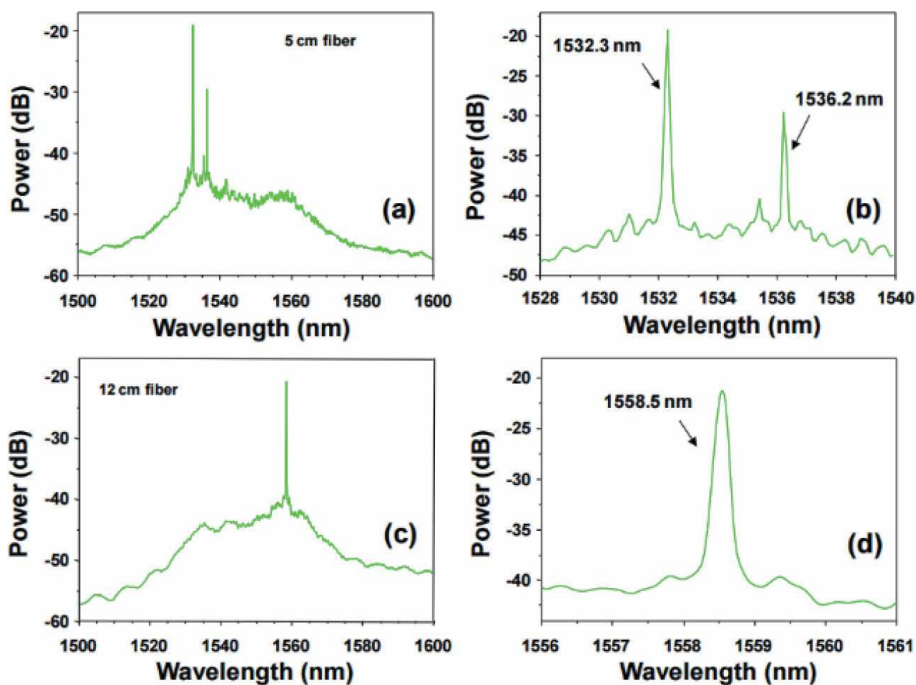 5 cm fiber
Power (dB)
-20
-30
-40
-50
-60
(a)
1500 1520 1540 1560 1580 1600
Wavelength (nm)
1532.3 nm
1536.2 nm
Power (dB)
-20
-25
-30
-35
-40
-45
-50
(b)
1528 1530 1532 1534 1536 1538 1540
Wavelength (nm)
12 cm fiber
Power (dB)
-20
-30
-40
-50
-60
(c)
1500 1520 1540 1560 1580 1600
Wavelength (nm)
1558.5 nm
Power (dB)
-20
-25
-30
-35
-40
(d)
1556 1557 1558 1559 1560 1561
Wavelength (nm)